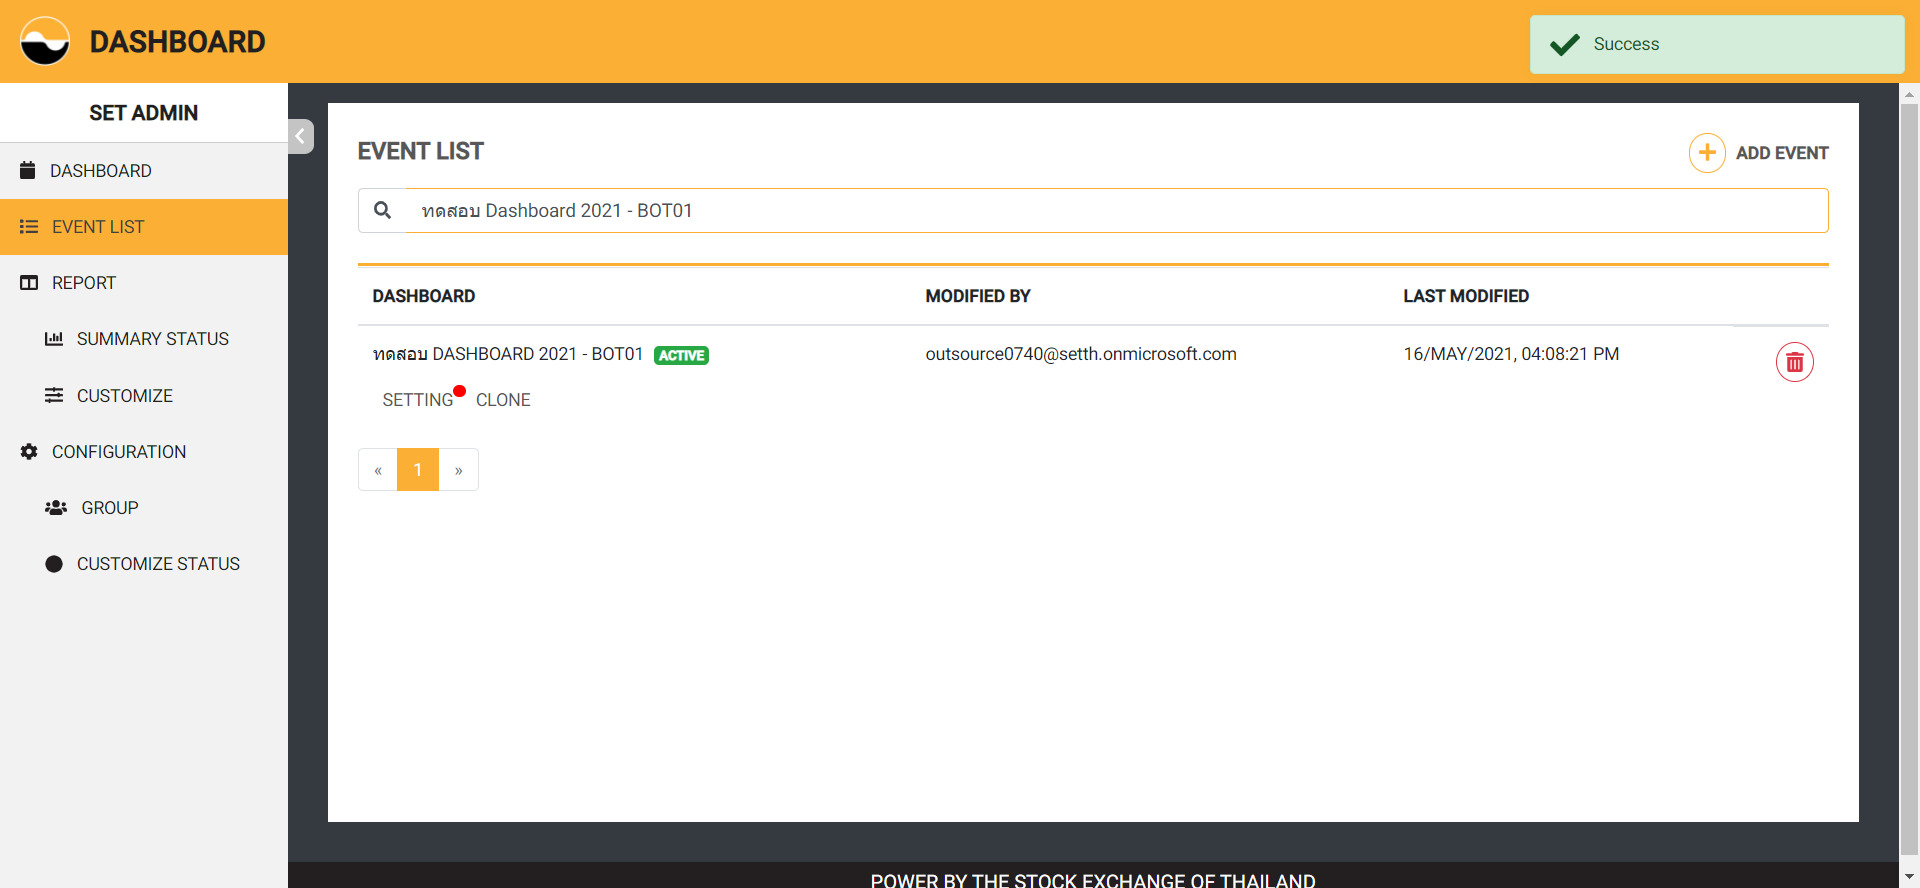 DASHBOARD
Success
SET ADMIN
DASHBOARD
EVENT LIST
REPORT
SUMMARY STATUS
CUSTOMIZE
CONFIGURATION
GROUP
CUSTOMIZE STATUS
EVENT LIST
ADD EVENT
ทดสอบ Dashboard 2021 - BOT01
DASHBOARD MODIFIED BY LAST MODIFIED
ทดสอบ DASHBOARD 2021 - BOT01 ACTIVE outsource0740@setth.onmicrosoft.com 16/MAY/2021, 04:08:21 PM
SETTING CLONE
« 1 »
POWER BY THE STOCK EXCHANGE OF THAILAND